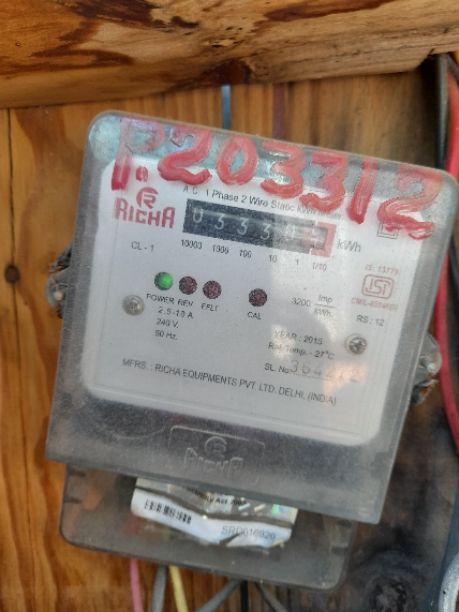 P.203312
A.C. 1 Phase 2 Wire Static kWh Meter
RICHA
kWh
CL - 1
10000 1000 100 10 1 1/10
IS: 13779
ISI
POWER REV E/FLT CAL
3200 Imp/kWh.
RS : 12
2.5-10 A
240 V.
50 Hz.
YEAR : 2015
Ref. Temp. - 27°C
SL. No.
MFRS. : RICHA EQUIPMENTS PVT. LTD. DELHI, (INDIA)
RICHA